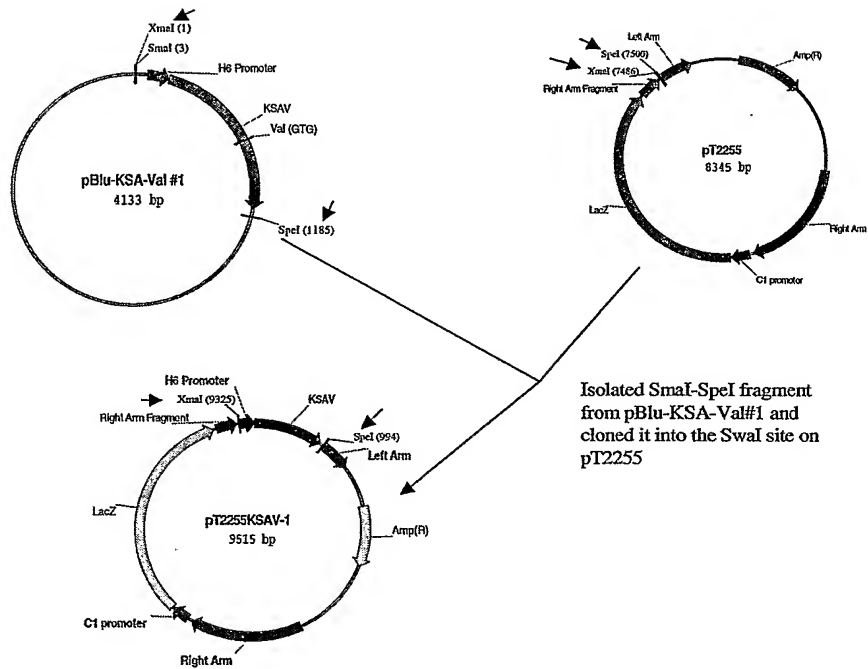 XmaI (1)
SmaI (3)
H6 Promoter
KSAV
Val (GTG)
pBlu-KSA-Val #1
4133 bp
SpeI (1185)
Left Arm
SpeI (7500)
XmaI (7486)
Right Arm Fragment
Amp(R)
pT2255
8345 bp
LacZ
Right Arm
C1 promoter
H6 Promoter
XmaI (9325)
KSAV
Right Arm Fragment
SpeI (994)
Left Arm
LacZ
pT2255KSAV-1
9515 bp
Amp(R)
C1 promoter
Right Arm
Isolated SmaI-SpeI fragment
from pBlu-KSA-Val#1 and
cloned it into the SwaI site on
pT2255